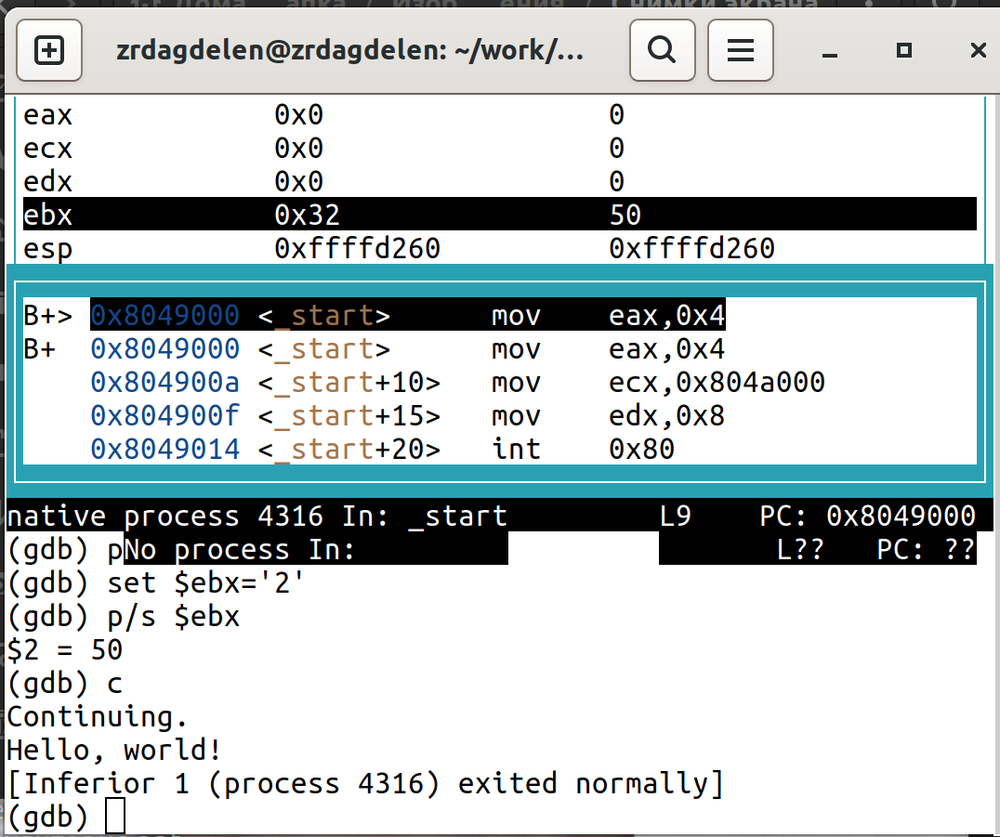 zrdagdelen@zrdagdelen: ~/work/...
eax 0x0 0
ecx 0x0 0
edx 0x0 0
ebx 0x32 50
esp 0xffffd260 0xffffd260
B+> 0x8049000 <_start> mov eax,0x4
B+ 0x8049000 <_start> mov eax,0x4
0x804900a <_start+10> mov ecx,0x804a000
0x804900f <_start+15> mov edx,0x8
0x8049014 <_start+20> int 0x80
native process 4316 In: _start L9 PC: 0x8049000
(gdb) pNo process In: L?? PC: ??
(gdb) set $ebx='2'
(gdb) p/s $ebx
$2 = 50
(gdb) c
Continuing.
Hello, world!
[Inferior 1 (process 4316) exited normally]
(gdb)